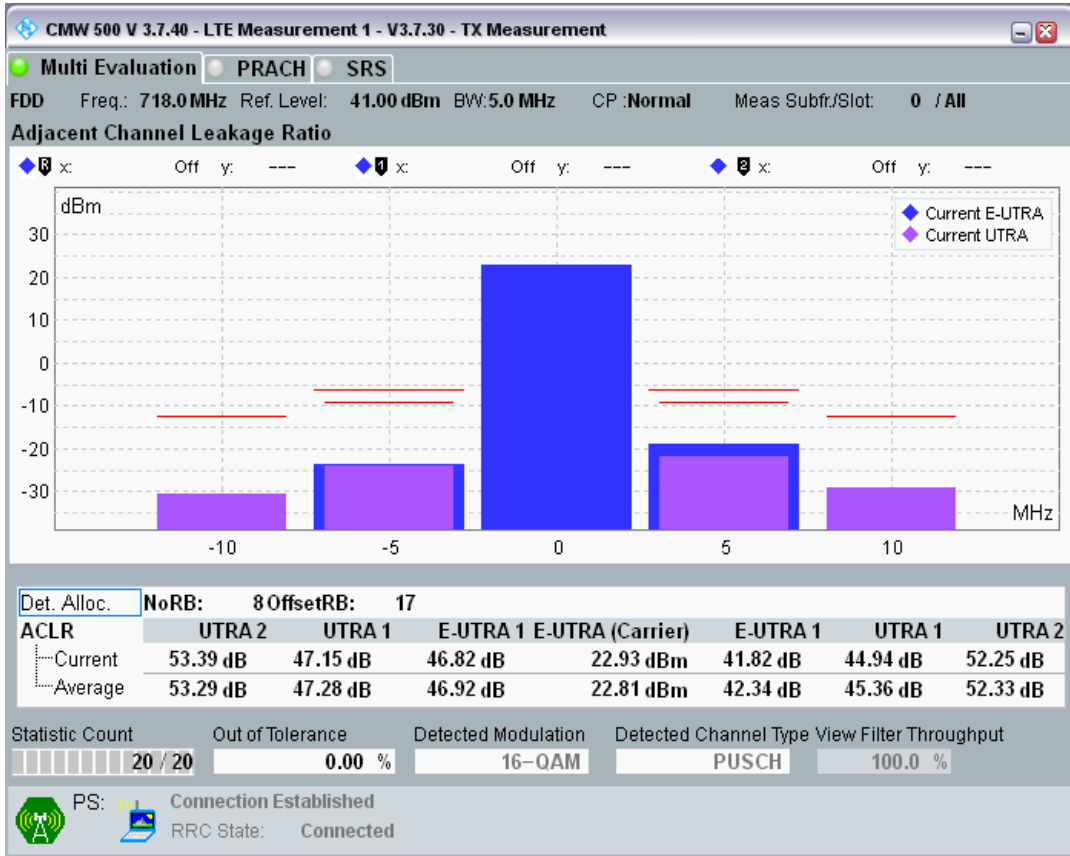 CMW 500 V 3.7.40 - LTE Measurement 1 - V3.7.30 - TX Measurement
Multi Evaluation PRACH SRS
FDD Freq.: 718.0 MHz Ref. Level: 41.00 dBm BW: 5.0 MHz CP : Normal Meas Subfr./Slot: 0 / All
Adjacent Channel Leakage Ratio
R x: Off y: --- 1 x: Off y: --- 2 x: Off y: ---
dBm
Current E-UTRA
Current UTRA
30
20
10
0
-10
-20
-30
MHz
-10 -5 0 5 10
Det. Alloc. NoRB: 8 OffsetRB: 17
ACLR UTRA 2 UTRA 1 E-UTRA 1 E-UTRA (Carrier) E-UTRA 1 UTRA 1 UTRA 2
Current 53.39 dB 47.15 dB 46.82 dB 22.93 dBm 41.82 dB 44.94 dB 52.25 dB
Average 53.29 dB 47.28 dB 46.92 dB 22.81 dBm 42.34 dB 45.36 dB 52.33 dB
Statistic Count Out of Tolerance Detected Modulation Detected Channel Type View Filter Throughput
20 / 20 0.00 % 16-QAM PUSCH 100.0 %
PS: Connection Established
RRC State: Connected